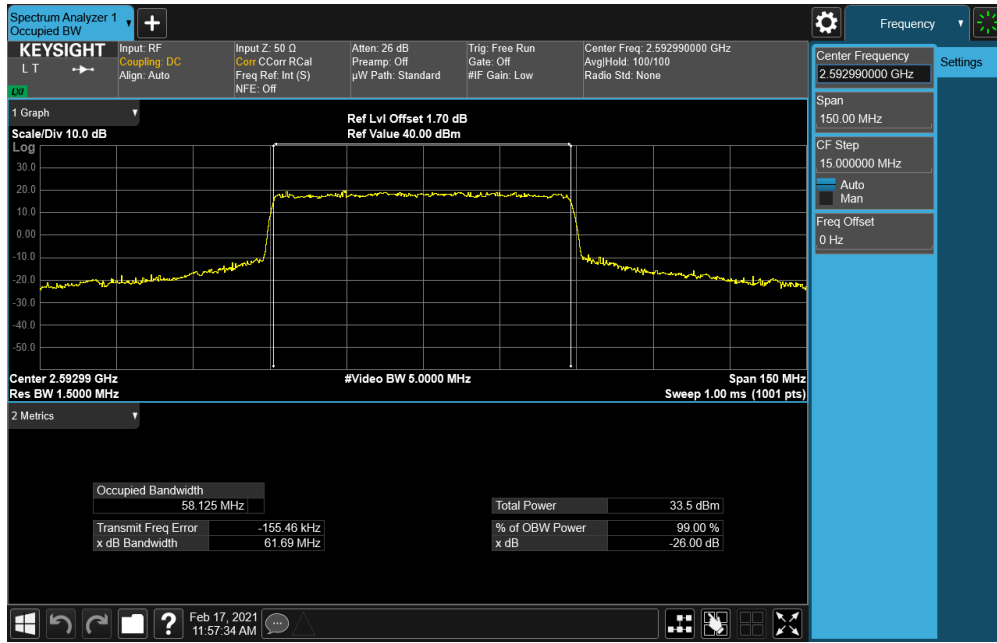 Spectrum Analyzer 1
Occupied BW
Frequency
KEYSIGHT
L T
LXI
Input: RF
Coupling: DC
Align: Auto
Input Z: 50 Ω
Corr CCorr RCal
Freq Ref: Int (S)
NFE: Off
Atten: 26 dB
Preamp: Off
µW Path: Standard
Trig: Free Run
Gate: Off
#IF Gain: Low
Center Freq: 2.592990000 GHz
Avg|Hold: 100/100
Radio Std: None
Center Frequency
2.592990000 GHz
Settings
Span
150.00 MHz
CF Step
15.000000 MHz
Auto
Man
Freq Offset
0 Hz
1 Graph
Scale/Div 10.0 dB
Ref Lvl Offset 1.70 dB
Ref Value 40.00 dBm
Log
30.0
20.0
10.0
0.00
-10.0
-20.0
-30.0
-40.0
-50.0
Center 2.59299 GHz
#Video BW 5.0000 MHz
Span 150 MHz
Res BW 1.5000 MHz
Sweep 1.00 ms (1001 pts)
2 Metrics
Occupied Bandwidth
58.125 MHz
Total Power 33.5 dBm
Transmit Freq Error -155.46 kHz
% of OBW Power 99.00 %
x dB Bandwidth 61.69 MHz
x dB -26.00 dB
?
Feb 17, 2021
11:57:34 AM